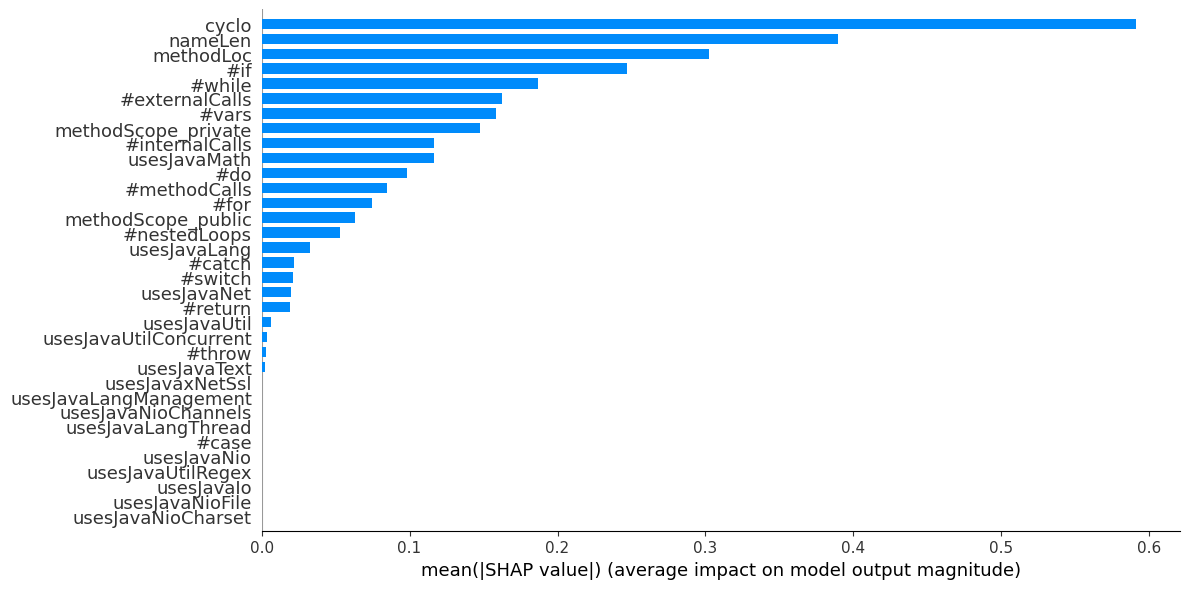 cyclo
nameLen
methodLoc
#if
#while
#externalCalls
#vars
methodScope_private
#internalCalls
usesJavaMath
#do
#methodCalls
#for
methodScope_public
#nestedLoops
usesJavaLang
#catch
#switch
usesJavaNet
#return
usesJavaUtil
usesJavaUtilConcurrent
#throw
usesJavaText
usesJavaxNetSsl
usesJavaLangManagement
usesJavaNioChannels
usesJavaLangThread
#case
usesJavaNio
usesJavaUtilRegex
usesJavaIo
usesJavaNioFile
usesJavaNioCharset
0.0 0.1 0.2 0.3 0.4 0.5 0.6
mean(|SHAP value|) (average impact on model output magnitude)